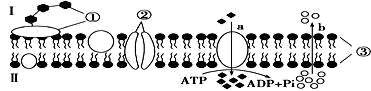 Ⅰ ① ②
a b
③
Ⅱ
ATP ADP+Pi